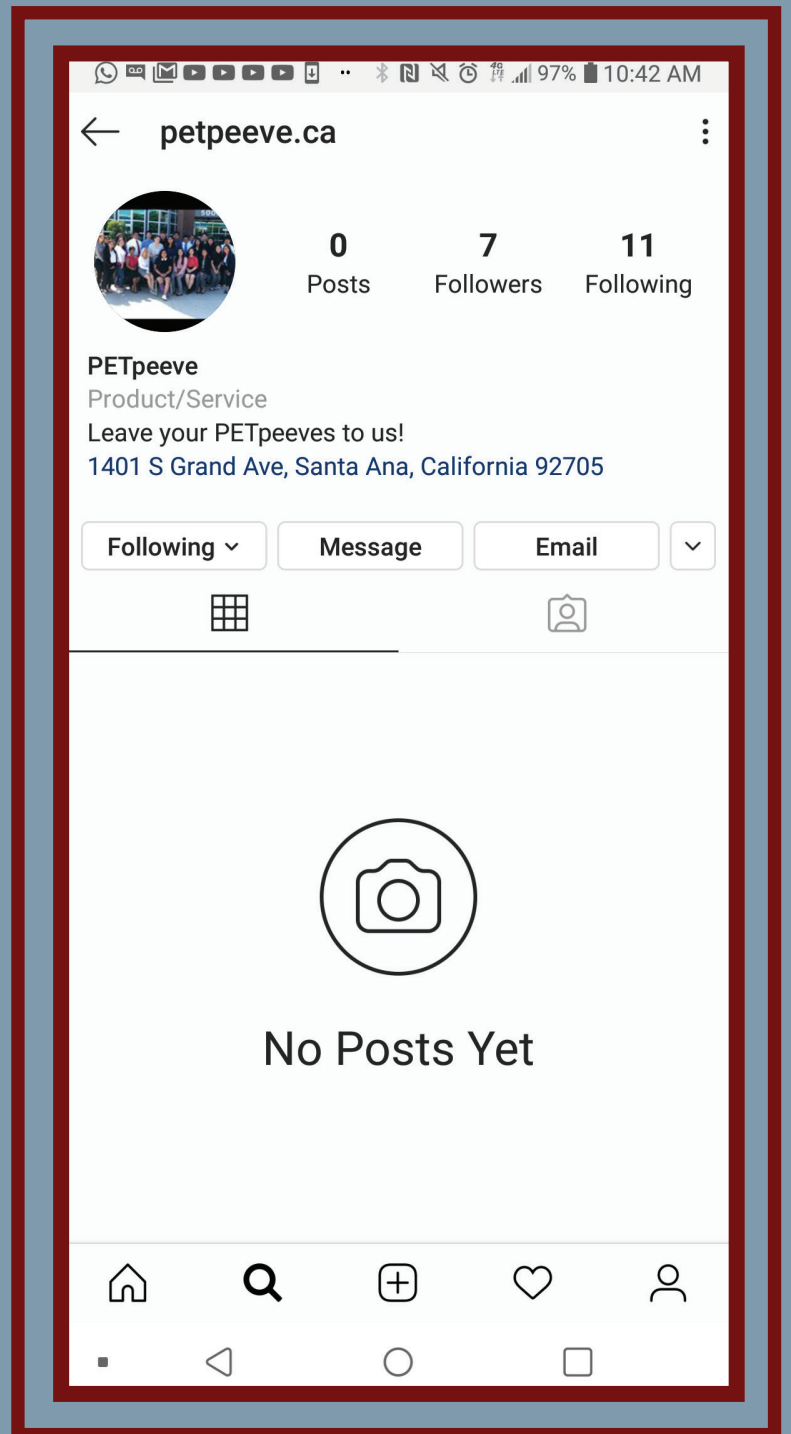 97% 10:42 AM
petpeeve.ca
0 7 11
Posts Followers Following
PETpeeve
Product/Service
Leave your PETpeeves to us!
1401 S Grand Ave, Santa Ana, California 92705
Following Message Email
No Posts Yet